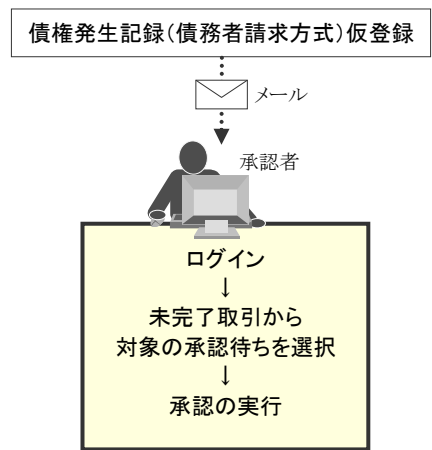 債権発生記録(債務者請求方式)仮登録
メール
承認者
ログイン
↓
未完了取引から
対象の承認待ちを選択
↓
承認の実行